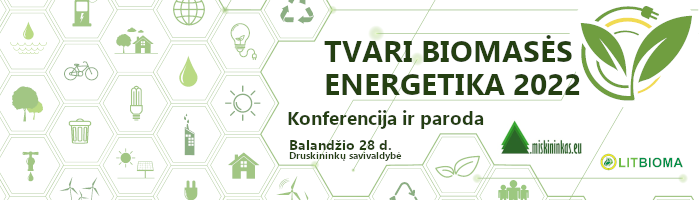 TVARI BIOMASĖS
ENERGETIKA 2022
Konferencija ir paroda
Balandžio 28 d.
Druskininkų savivaldybė
miskininkas.eu
LITBIOMA